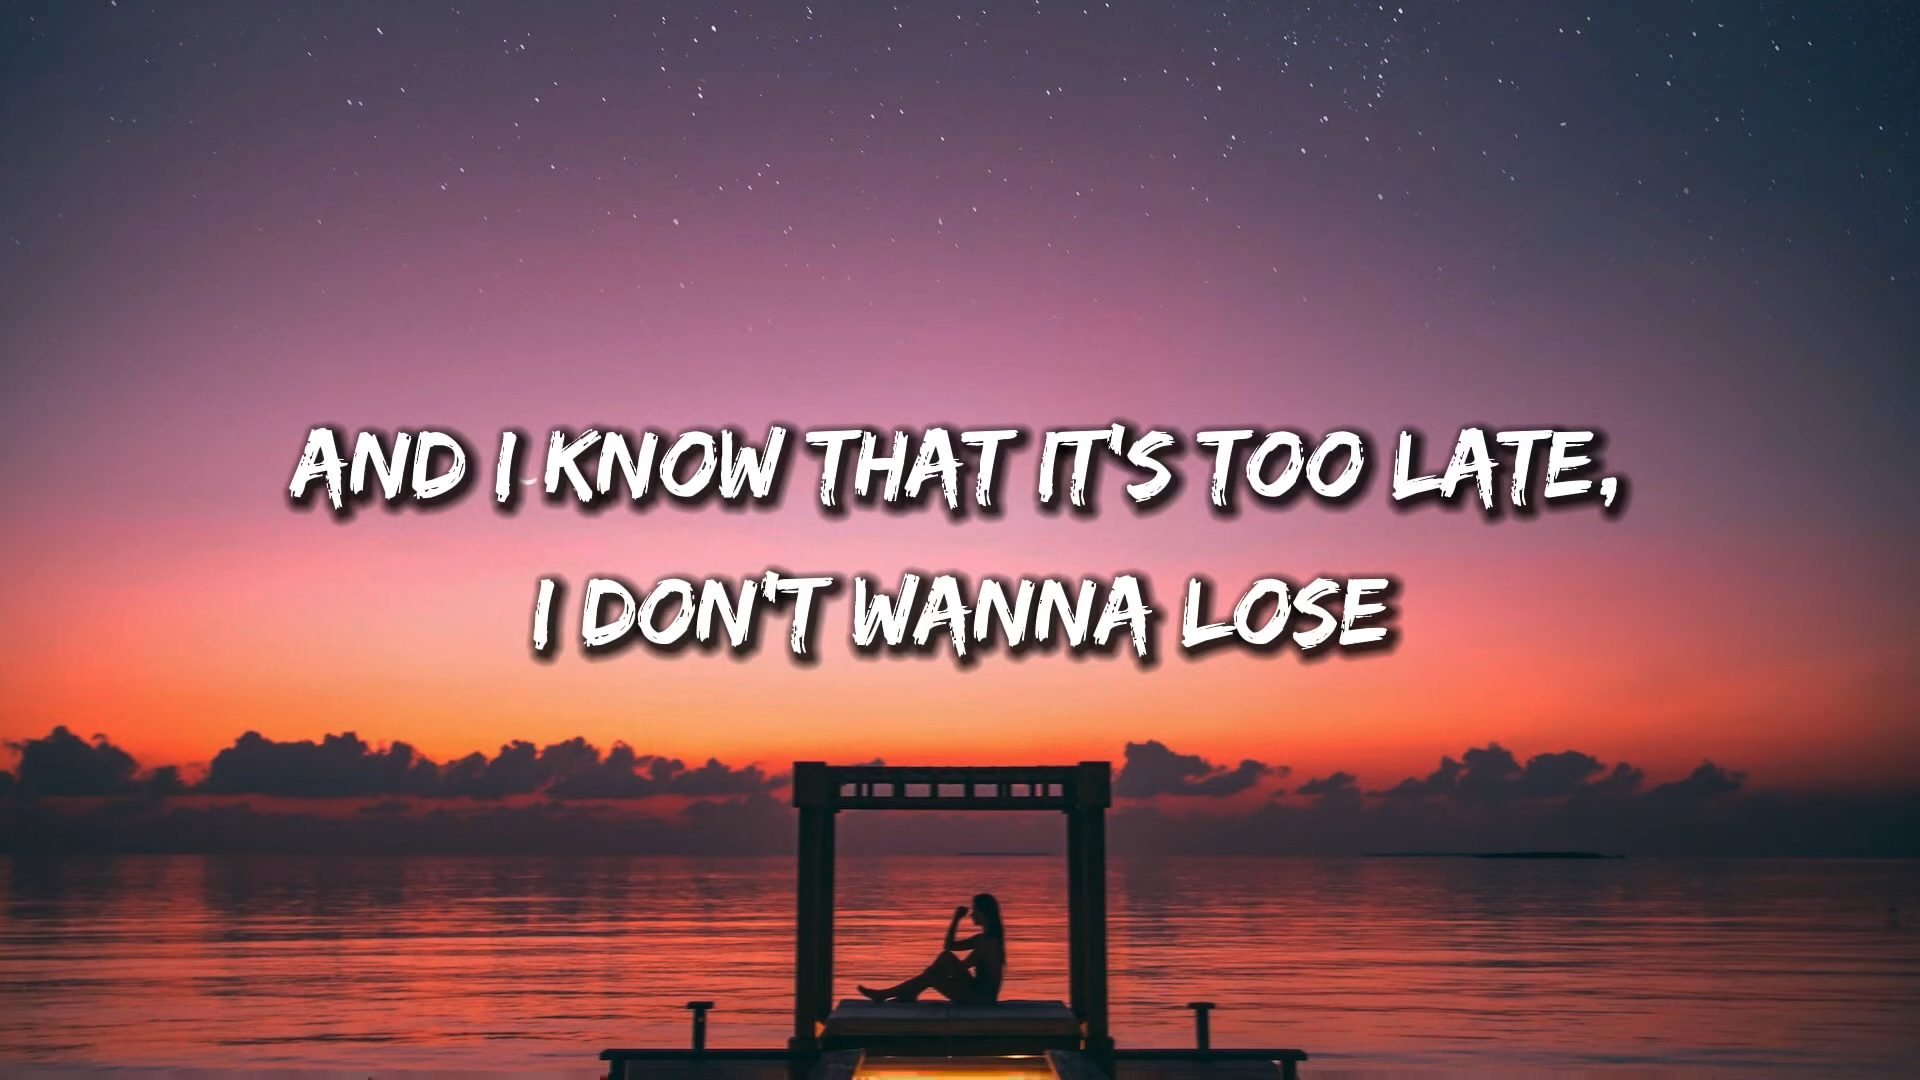 AND I KNOW THAT IT'S TOO LATE,
I DON'T WANNA LOSE